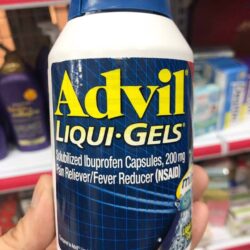 Advil
LIQUI·GELS®
Solubilized Ibuprofen Capsules, 200 mg
Pain Reliever/Fever Reducer (NSAID)